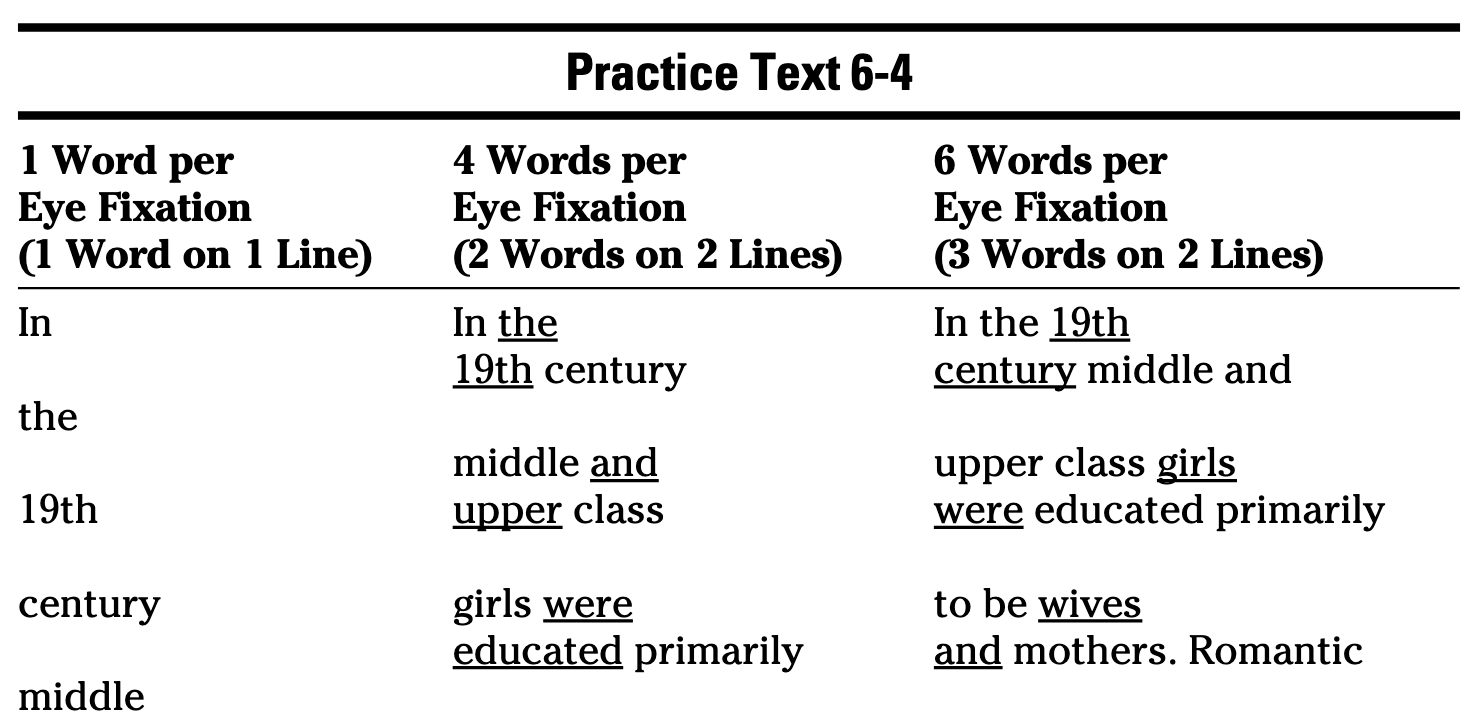 Practice Text 6-4
1 Word per
Eye Fixation
(1 Word on 1 Line)
4 Words per
Eye Fixation
(2 Words on 2 Lines)
6 Words per
Eye Fixation
(3 Words on 2 Lines)
In
the
19th
century
middle
In the
19th century
middle and
upper class
girls were
educated primarily
In the 19th
century middle and
upper class girls
were educated primarily
to be wives
and mothers. Romantic